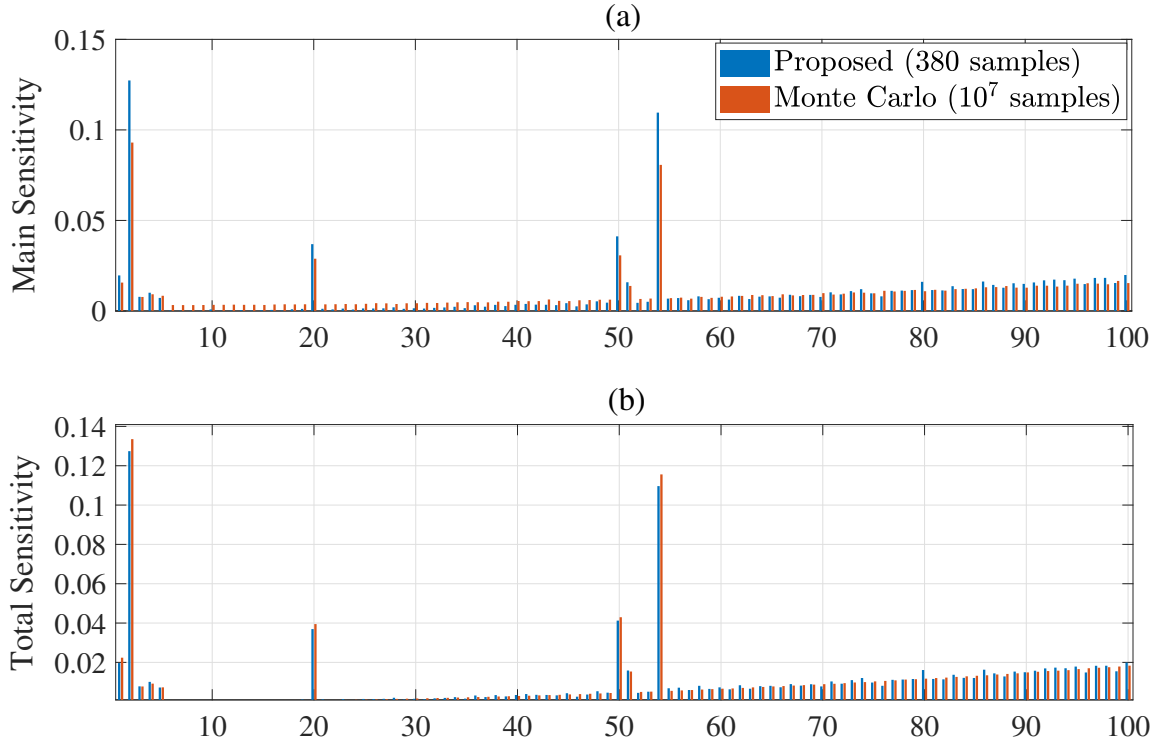 (a)
0.15
Proposed (380 samples)
Monte Carlo (10⁷ samples)
0.1
0.05
0
Main Sensitivity
10 20 30 40 50 60 70 80 90 100
(b)
0.14
0.12
0.1
0.08
0.06
0.04
0.02
Total Sensitivity
10 20 30 40 50 60 70 80 90 100